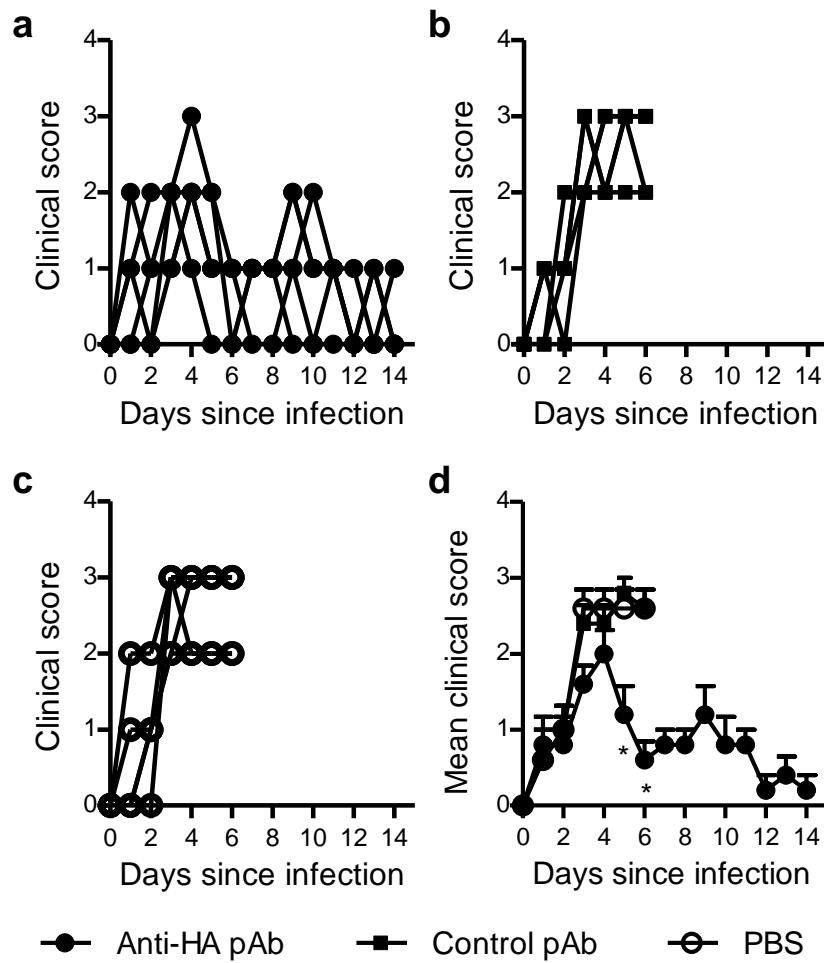 a
4
3
2
1
0
Clinical score
0 2 4 6 8 10 12 14
Days since infection
b
4
3
2
1
0
Clinical score
0 2 4 6 8 10 12 14
Days since infection
c
4
3
2
1
0
Clinical score
0 2 4 6 8 10 12 14
Days since infection
d
4
3
2
1
0
Mean clinical score
*
*
0 2 4 6 8 10 12 14
Days since infection
Anti-HA pAb Control pAb PBS